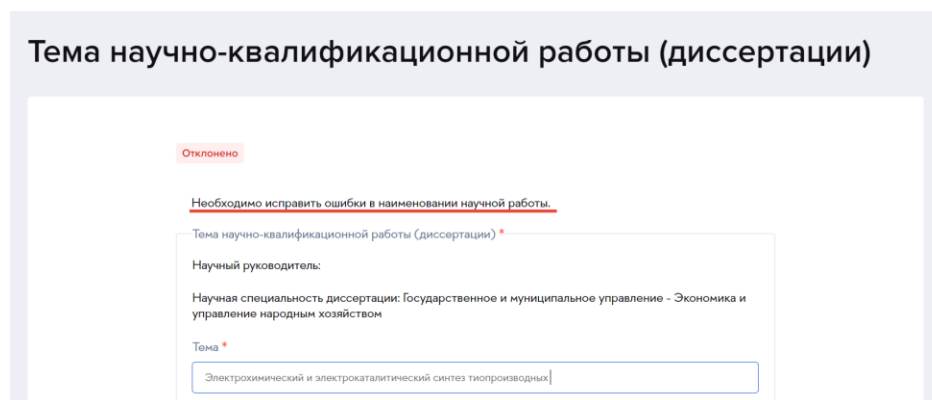 Тема научно-квалификационной работы (диссертации)
Отклонено
Необходимо исправить ошибки в наименовании научной работы.
Тема научно-квалификационной работы (диссертации) *
Научный руководитель:
Научная специальность диссертации: Государственное и муниципальное управление - Экономика и
управление народным хозяйством
Тема *
Электрохимический и электрокаталитический синтез тиопроизводных